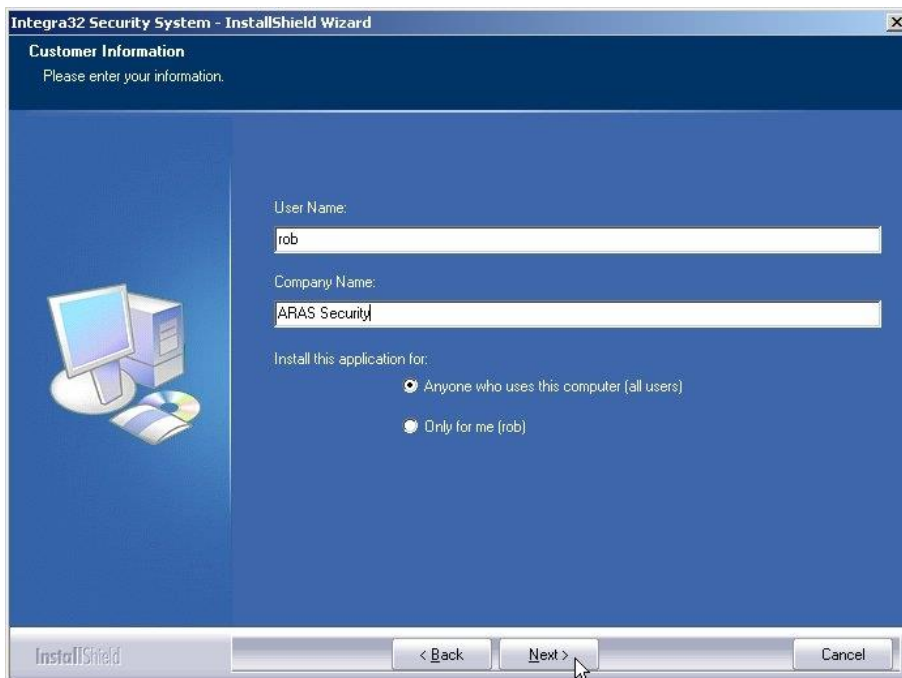 Integra32 Security System - InstallShield Wizard
Customer Information
Please enter your information.
User Name:
rob
Company Name:
ARAS Security
Install this application for:
Anyone who uses this computer (all users)
Only for me (rob)
InstallShield
< Back
Next >
Cancel